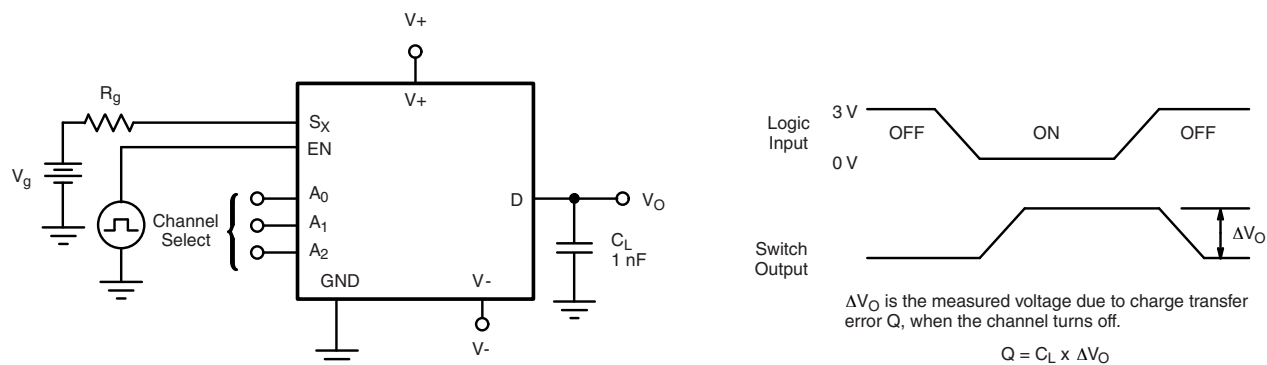 V+
V+
Rg
SX
EN
Vg
A0
A1
A2
Channel
Select
D
VO
CL
1 nF
GND
V-
V-
Logic
Input
3 V
0 V
OFF
ON
OFF
Switch
Output
ΔVO
ΔVO is the measured voltage due to charge transfer
error Q, when the channel turns off.
Q = CL x ΔVO